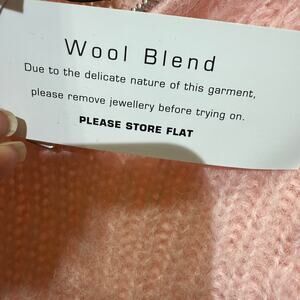 Wool Blend
Due to the delicate nature of this garment,
please remove jewellery before trying on.
PLEASE STORE FLAT